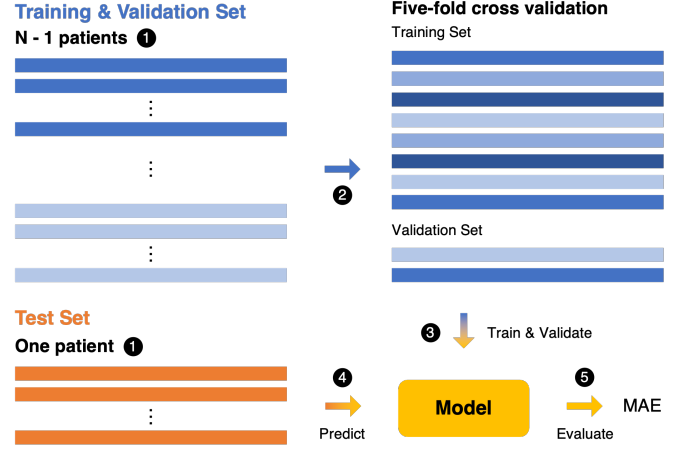 Training & Validation Set
N - 1 patients 1
2
Five-fold cross validation
Training Set
Validation Set
3 Train & Validate
Test Set
One patient 1
4
Predict
Model
5
Evaluate
MAE